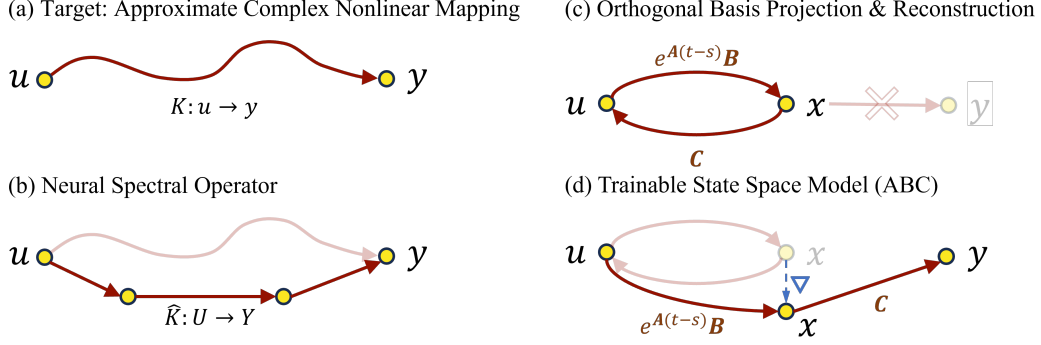 (a) Target: Approximate Complex Nonlinear Mapping
u
y
K: u → y
(b) Neural Spectral Operator
u
y
K̂: U → Y
(c) Orthogonal Basis Projection & Reconstruction
e^{A(t−s)}B
u
x
y
C
(d) Trainable State Space Model (ABC)
u
x
y
∇
e^{A(t−s)}B
x
C